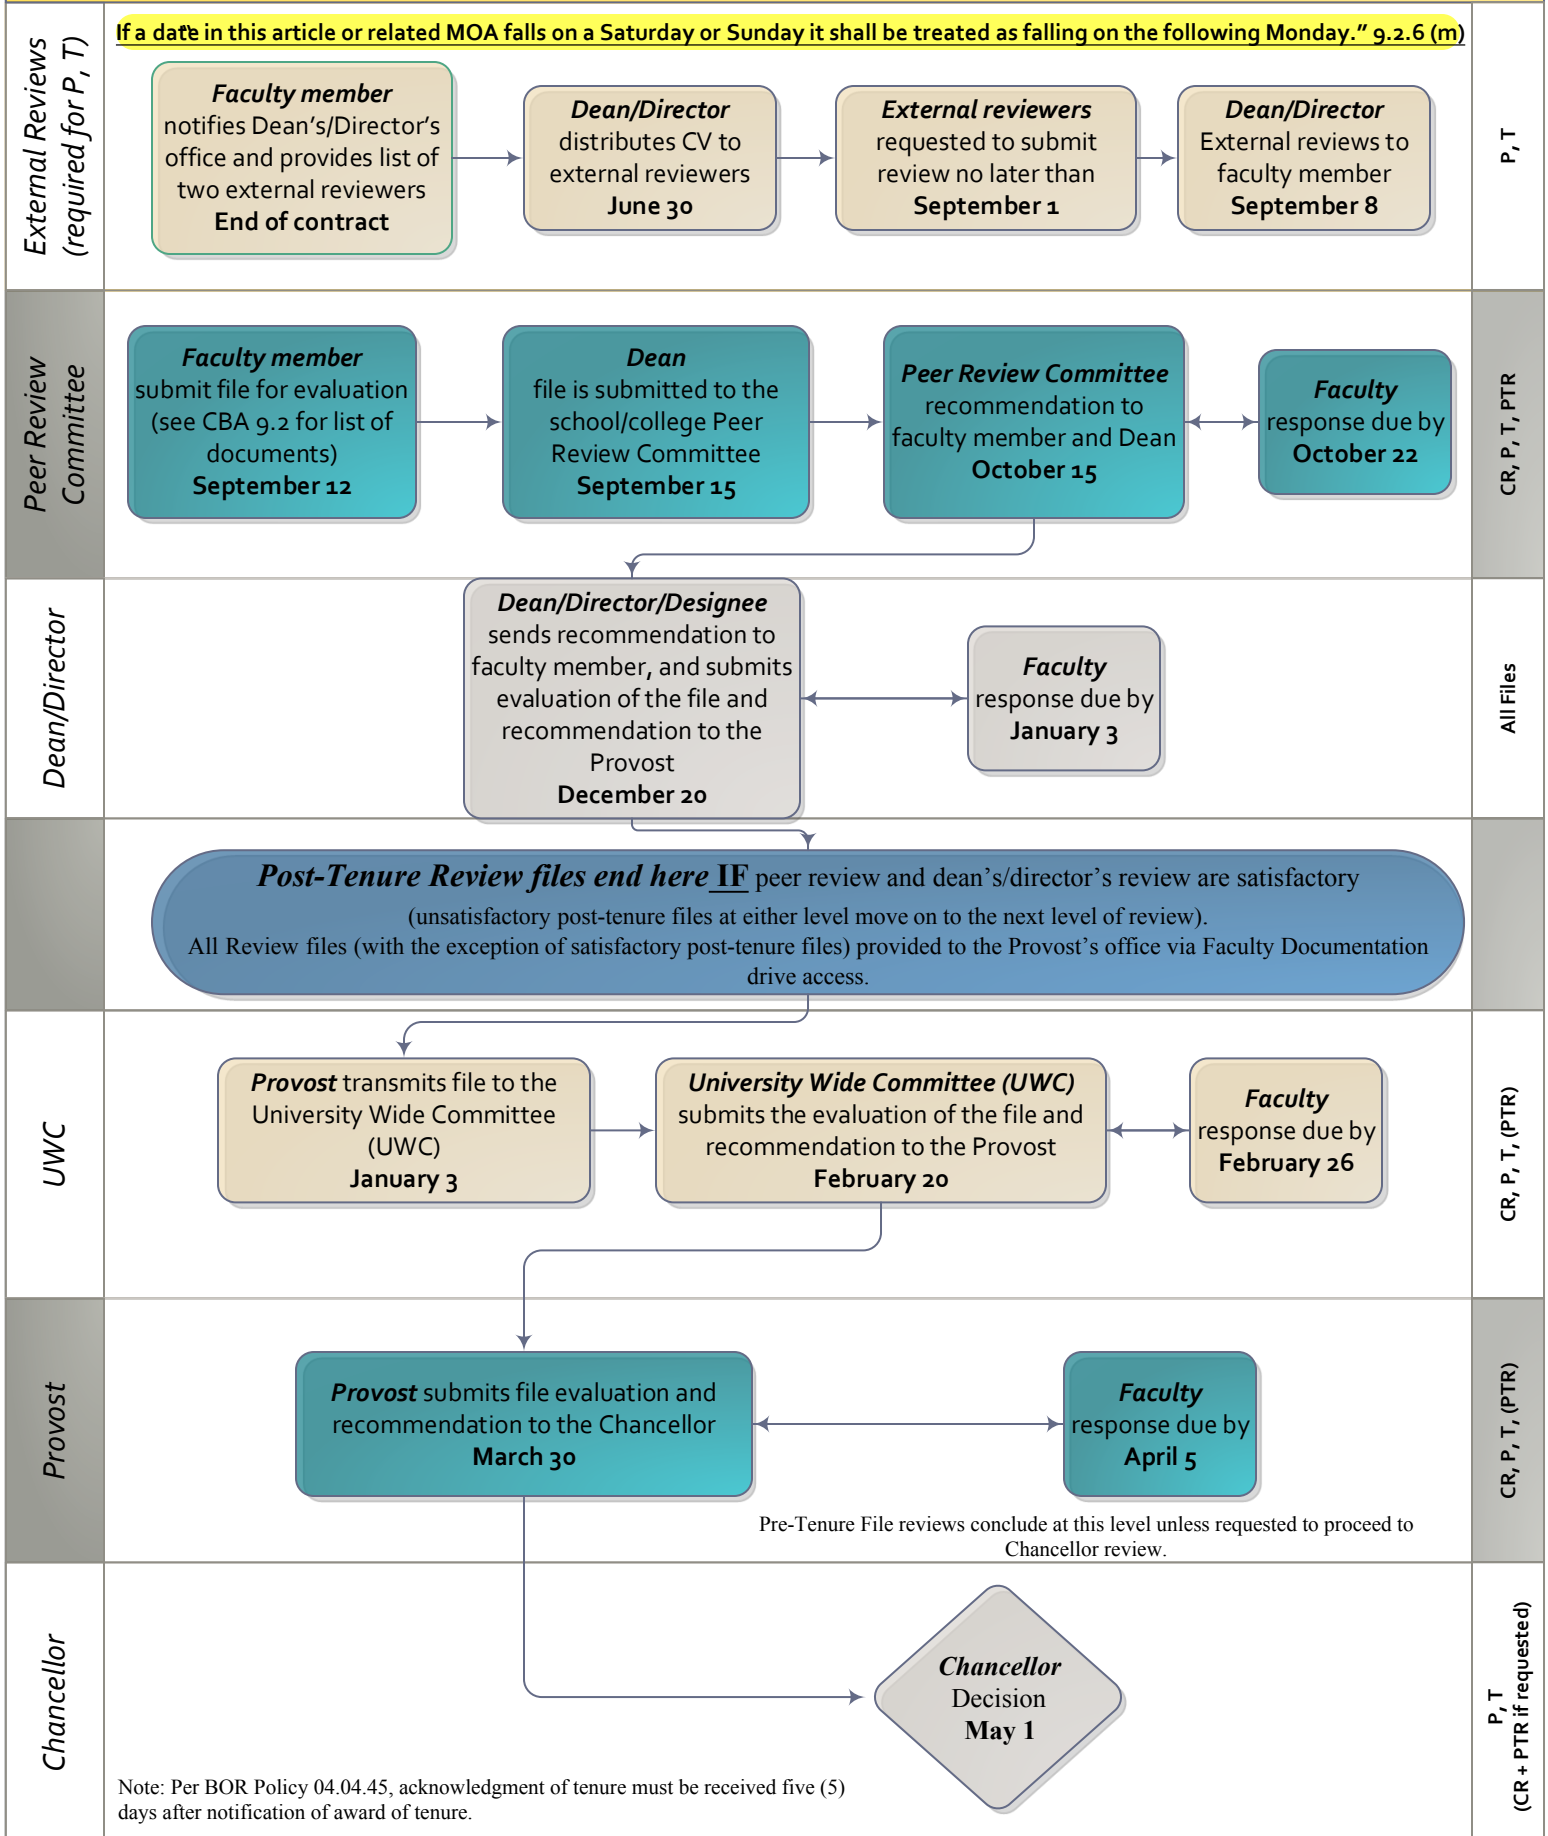 “If a date in this article or related MOA falls on a Saturday or Sunday it shall be treated as falling on the following Monday.” 9.2.6 (m)
External Reviews
(required for P, T)
Faculty member
notifies Dean’s/Director’s
office and provides list of
two external reviewers
End of contract
Dean/Director
distributes CV to
external reviewers
June 30
External reviewers
requested to submit
review no later than
September 1
Dean/Director
External reviews to
faculty member
September 8
P, T
Peer Review
Committee
Faculty member
submit file for evaluation
(see CBA 9.2 for list of
documents)
September 12
Dean
file is submitted to the
school/college Peer
Review Committee
September 15
Peer Review Committee
recommendation to
faculty member and Dean
October 15
Faculty
response due by
October 22
CR, P, T, PTR
Dean/Director
Dean/Director/Designee
sends recommendation to
faculty member, and submits
evaluation of the file and
recommendation to the
Provost
December 20
Faculty
response due by
January 3
All Files
Post-Tenure Review files end here IF peer review and dean’s/director’s review are satisfactory
(unsatisfactory post-tenure files at either level move on to the next level of review).
All Review files (with the exception of satisfactory post-tenure files) provided to the Provost’s office via Faculty Documentation
drive access.
UWC
Provost transmits file to the
University Wide Committee
(UWC)
January 3
University Wide Committee (UWC)
submits the evaluation of the file and
recommendation to the Provost
February 20
Faculty
response due by
February 26
CR, P, T, (PTR)
Provost
Provost submits file evaluation and
recommendation to the Chancellor
March 30
Faculty
response due by
April 5
Pre-Tenure File reviews conclude at this level unless requested to proceed to
Chancellor review.
CR, P, T, (PTR)
Chancellor
Chancellor
Decision
May 1
Note: Per BOR Policy 04.04.45, acknowledgment of tenure must be received five (5)
days after notification of award of tenure.
P, T
(CR + PTR if requested)